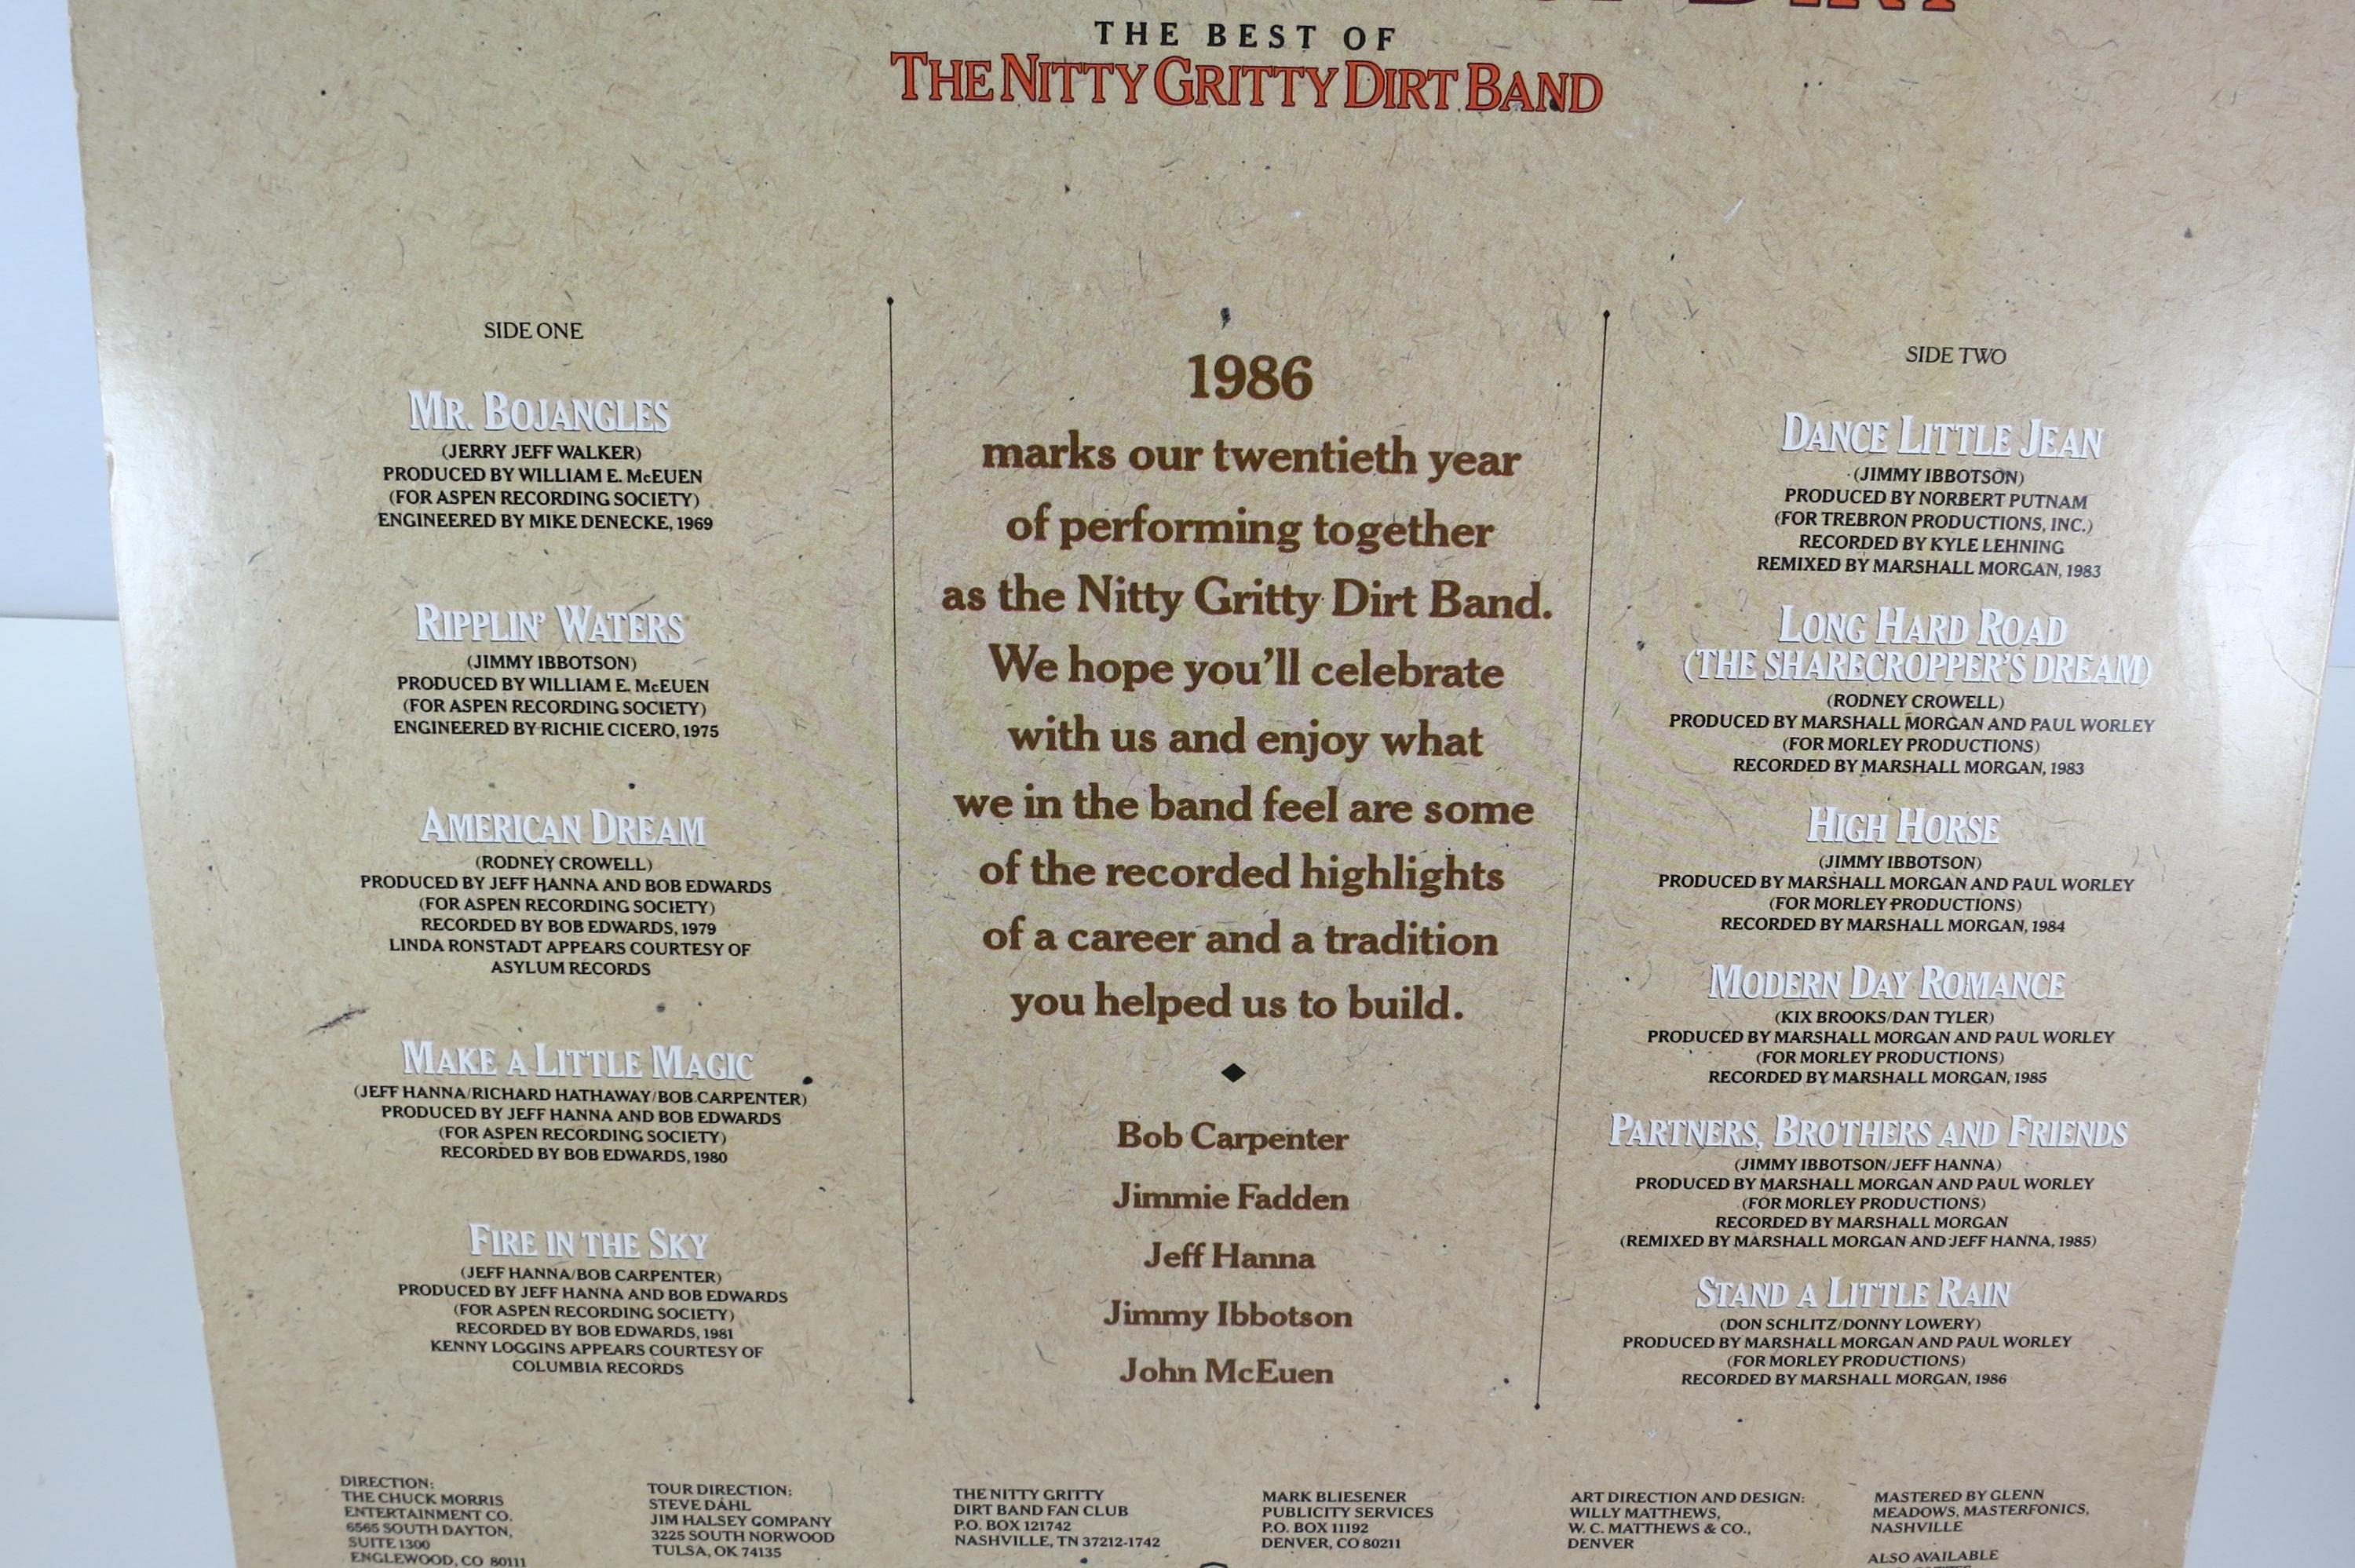 THE BEST OF
THE NITTY GRITTY DIRT BAND
SIDE ONE
MR. BOJANGLES
(JERRY JEFF WALKER)
PRODUCED BY WILLIAM E. McEUEN
(FOR ASPEN RECORDING SOCIETY)
ENGINEERED BY MIKE DENECKE, 1969
RIPPLIN' WATERS
(JIMMY IBBOTSON)
PRODUCED BY WILLIAM E. McEUEN
(FOR ASPEN RECORDING SOCIETY)
ENGINEERED BY RICHIE CICERO, 1975
AMERICAN DREAM
(RODNEY CROWELL)
PRODUCED BY JEFF HANNA AND BOB EDWARDS
(FOR ASPEN RECORDING SOCIETY)
RECORDED BY BOB EDWARDS, 1979
LINDA RONSTADT APPEARS COURTESY OF
ASYLUM RECORDS
MAKE A LITTLE MAGIC
(JEFF HANNA/RICHARD HATHAWAY/BOB CARPENTER)
PRODUCED BY JEFF HANNA AND BOB EDWARDS
(FOR ASPEN RECORDING SOCIETY)
RECORDED BY BOB EDWARDS, 1980
FIRE IN THE SKY
(JEFF HANNA/BOB CARPENTER)
PRODUCED BY JEFF HANNA AND BOB EDWARDS
(FOR ASPEN RECORDING SOCIETY)
RECORDED BY BOB EDWARDS, 1981
KENNY LOGGINS APPEARS COURTESY OF
COLUMBIA RECORDS
1986
marks our twentieth year
of performing together
as the Nitty Gritty Dirt Band.
We hope you'll celebrate
with us and enjoy what
we in the band feel are some
of the recorded highlights
of a career and a tradition
you helped us to build.
Bob Carpenter
Jimmie Fadden
Jeff Hanna
Jimmy Ibbotson
John McEuen
SIDE TWO
DANCE LITTLE JEAN
(JIMMY IBBOTSON)
PRODUCED BY NORBERT PUTNAM
(FOR TREBRON PRODUCTIONS, INC.)
RECORDED BY KYLE LEHNING
REMIXED BY MARSHALL MORGAN, 1983
LONG HARD ROAD
(THE SHARECROPPER'S DREAM)
(RODNEY CROWELL)
PRODUCED BY MARSHALL MORGAN AND PAUL WORLEY
(FOR MORLEY PRODUCTIONS)
RECORDED BY MARSHALL MORGAN, 1983
HIGH HORSE
(JIMMY IBBOTSON)
PRODUCED BY MARSHALL MORGAN AND PAUL WORLEY
(FOR MORLEY PRODUCTIONS)
RECORDED BY MARSHALL MORGAN, 1984
MODERN DAY ROMANCE
(KIX BROOKS/DAN TYLER)
PRODUCED BY MARSHALL MORGAN AND PAUL WORLEY
(FOR MORLEY PRODUCTIONS)
RECORDED BY MARSHALL MORGAN, 1985
PARTNERS, BROTHERS AND FRIENDS
(JIMMY IBBOTSON/JEFF HANNA)
PRODUCED BY MARSHALL MORGAN AND PAUL WORLEY
(FOR MORLEY PRODUCTIONS)
RECORDED BY MARSHALL MORGAN
(REMIXED BY MARSHALL MORGAN AND JEFF HANNA, 1985)
STAND A LITTLE RAIN
(DON SCHLITZ/DONNY LOWERY)
PRODUCED BY MARSHALL MORGAN AND PAUL WORLEY
(FOR MORLEY PRODUCTIONS)
RECORDED BY MARSHALL MORGAN, 1986
DIRECTION:
THE CHUCK MORRIS
ENTERTAINMENT CO.
6565 SOUTH DAYTON,
SUITE 1300
ENGLEWOOD, CO 80111
TOUR DIRECTION:
STEVE DAHL
JIM HALSEY COMPANY
3225 SOUTH NORWOOD
TULSA, OK 74135
THE NITTY GRITTY
DIRT BAND FAN CLUB
P.O. BOX 121742
NASHVILLE, TN 37212-1742
MARK BLIESENER
PUBLICITY SERVICES
P.O. BOX 11192
DENVER, CO 80211
ART DIRECTION AND DESIGN:
WILLY MATTHEWS,
W. C. MATTHEWS & CO.,
DENVER
MASTERED BY GLENN
MEADOWS, MASTERFONICS,
NASHVILLE
ALSO AVAILABLE